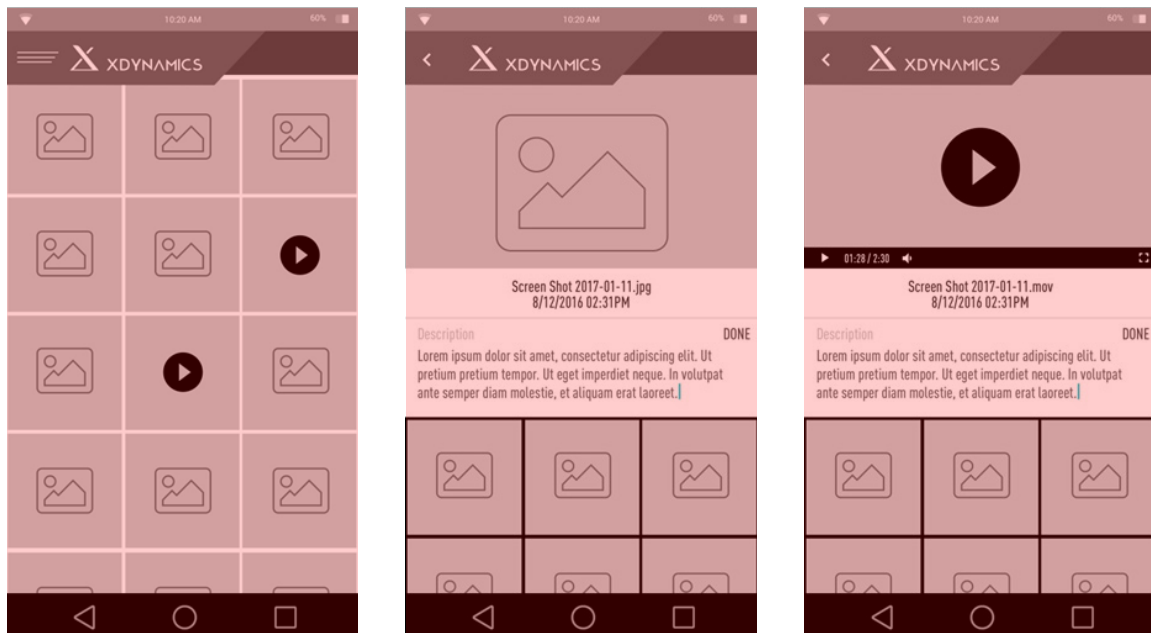 10:20 AM
60%
X XDYNAMICS
10:20 AM
60%
X XDYNAMICS
Screen Shot 2017-01-11.jpg
8/12/2016 02:31PM
Description
DONE
Lorem ipsum dolor sit amet, consectetur adipiscing elit. Ut
pretium pretium tempor. Ut eget imperdiet neque. In volutpat
ante semper diam molestie, et aliquam erat laoreet.
10:20 AM
60%
X XDYNAMICS
01:28 / 2:30
Screen Shot 2017-01-11.mov
8/12/2016 02:31PM
Description
DONE
Lorem ipsum dolor sit amet, consectetur adipiscing elit. Ut
pretium pretium tempor. Ut eget imperdiet neque. In volutpat
ante semper diam molestie, et aliquam erat laoreet.